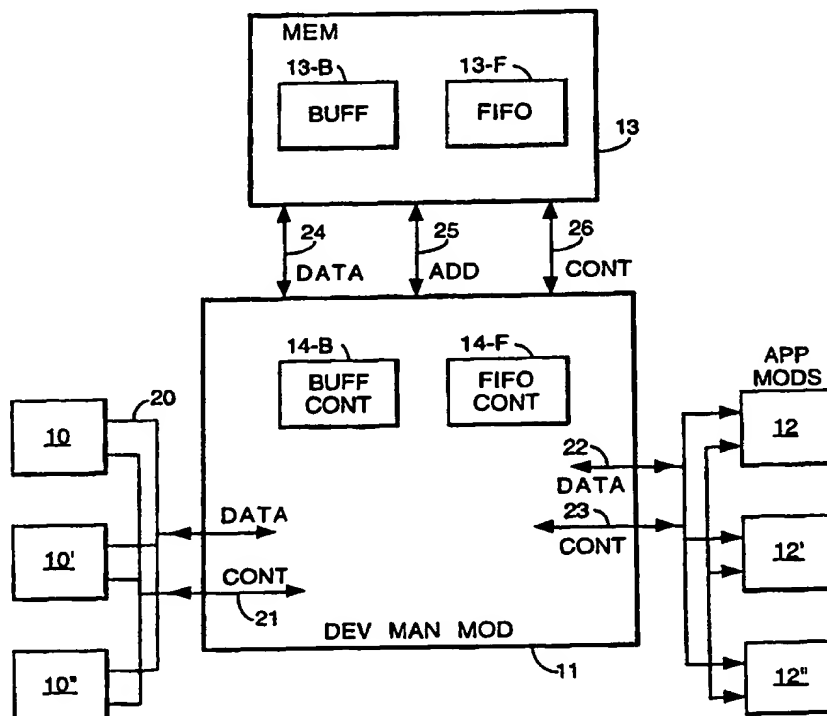 MEM
13-B 13-F
BUFF FIFO
13
24 25 26
DATA ADD CONT
14-B 14-F
BUFF CONT
FIFO CONT
APP MODS
20
10 12
22
DATA
23
DATA CONT
10' 12'
CONT
21
DEV MAN MOD
11
10" 12"